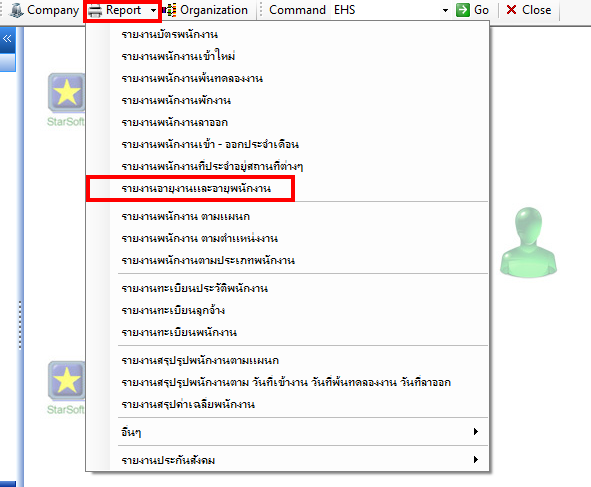 Company Report Organization Command EHS Go Close
«
รายงานบัตรพนักงาน
รายงานพนักงานเข้าใหม่
รายงานพนักงานพ้นทดลองงาน
รายงานพนักงานพักงาน
รายงานพนักงานลาออก
รายงานพนักงานเข้า - ออกประจำเดือน
รายงานพนักงานที่ประจำอยู่สถานที่ต่างๆ
รายงานอายุงานและอายุพนักงาน
รายงานพนักงาน ตามแผนก
รายงานพนักงาน ตามตำแหน่งงาน
รายงานพนักงานตามประเภทพนักงาน
รายงานทะเบียนประวัติพนักงาน
รายงานทะเบียนลูกจ้าง
รายงานทะเบียนพนักงาน
รายงานสรุปรูปพนักงานตามแผนก
รายงานสรุปรูปพนักงานตาม วันที่เข้างาน วันที่พ้นทดลองงาน วันที่ลาออก
รายงานสรุปค่าเฉลี่ยพนักงาน
อื่นๆ
รายงานประกันสังคม
StarSoft
StarSoft